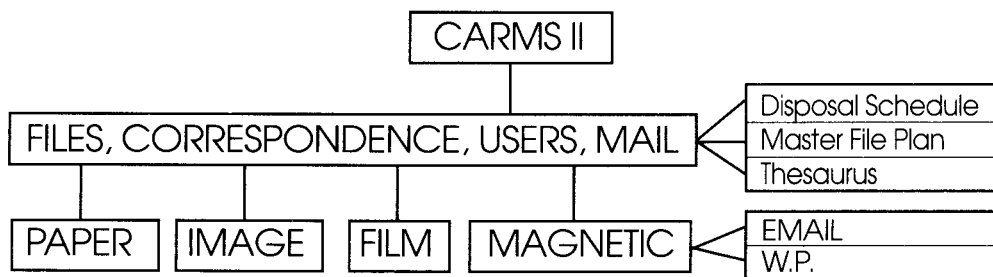 CARMS II
FILES, CORRESPONDENCE, USERS, MAIL
Disposal Schedule
Master File Plan
Thesaurus
PAPER
IMAGE
FILM
MAGNETIC
EMAIL
W.P.